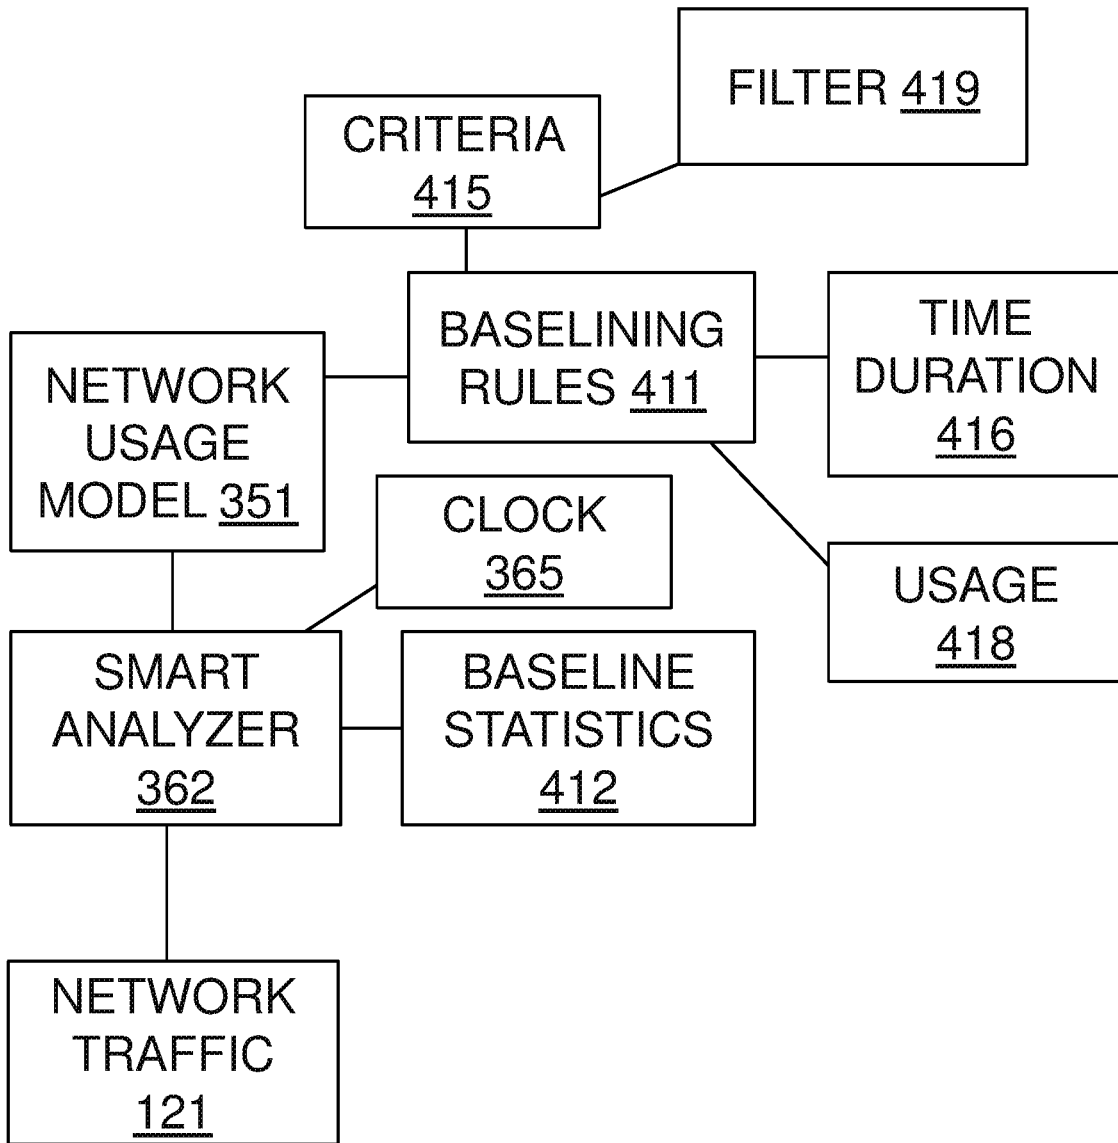 FILTER 419
CRITERIA
415
BASELINING
RULES 411
TIME
DURATION
416
NETWORK
USAGE
MODEL 351
CLOCK
365
USAGE
418
SMART
ANALYZER
362
BASELINE
STATISTICS
412
NETWORK
TRAFFIC
121